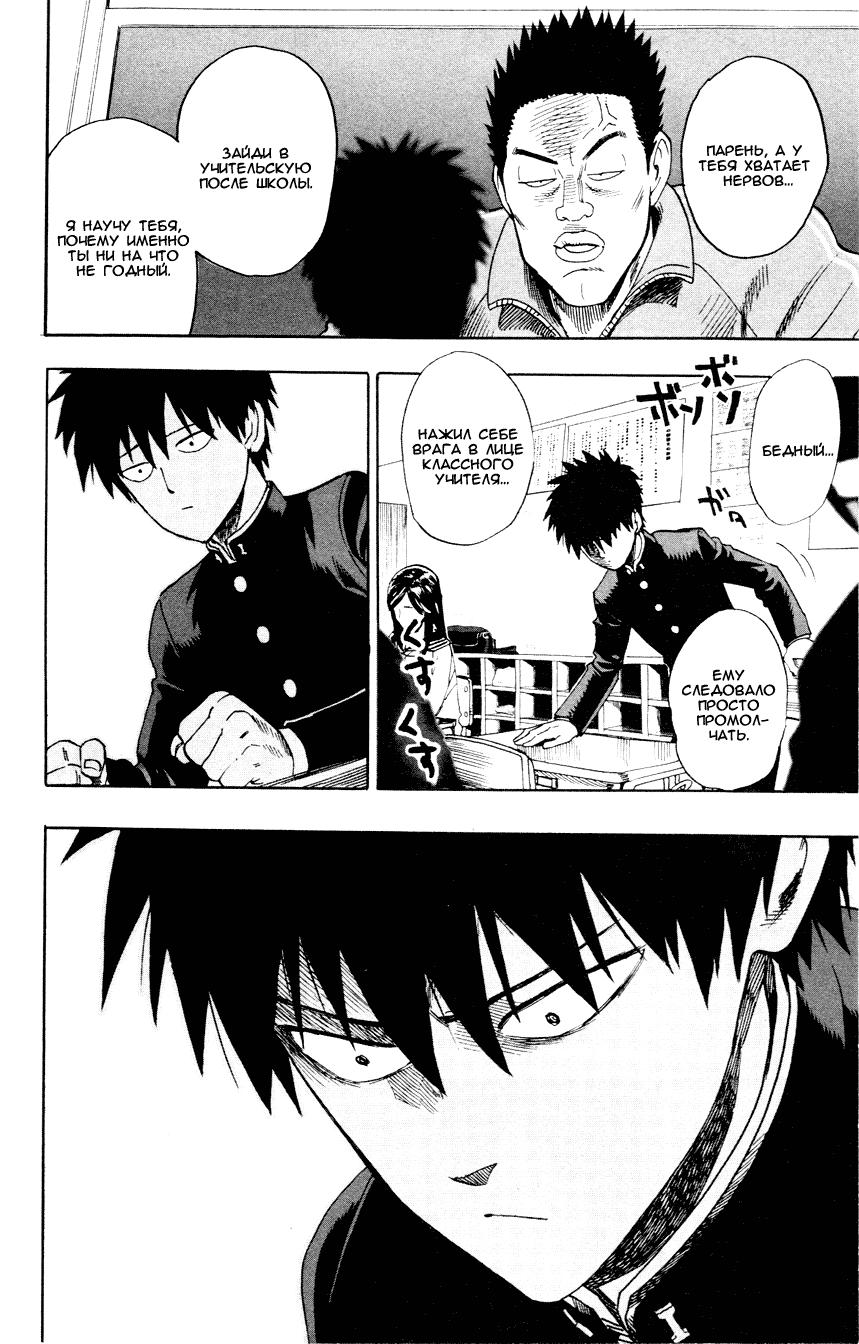 ПАРЕНЬ, А У
ТЕБЯ ХВАТАЕТ
НЕРВОВ...
ЗАЙДИ В
УЧИТЕЛЬСКУЮ
ПОСЛЕ ШКОЛЫ.
Я НАУЧУ ТЕБЯ,
ПОЧЕМУ ИМЕННО
ТЫ НИ НА ЧТО
НЕ ГОДНЫЙ.
БЕДНЫЙ...
ボソ
ボソ
ガタ
НАЖИЛ СЕБЕ
ВРАГА В ЛИЦЕ
КЛАССНОГО
УЧИТЕЛЯ...
ЕМУ
СЛЕДОВАЛО
ПРОСТО
ПРОМОЛ-
ЧАТЬ.
くすくす
I
I